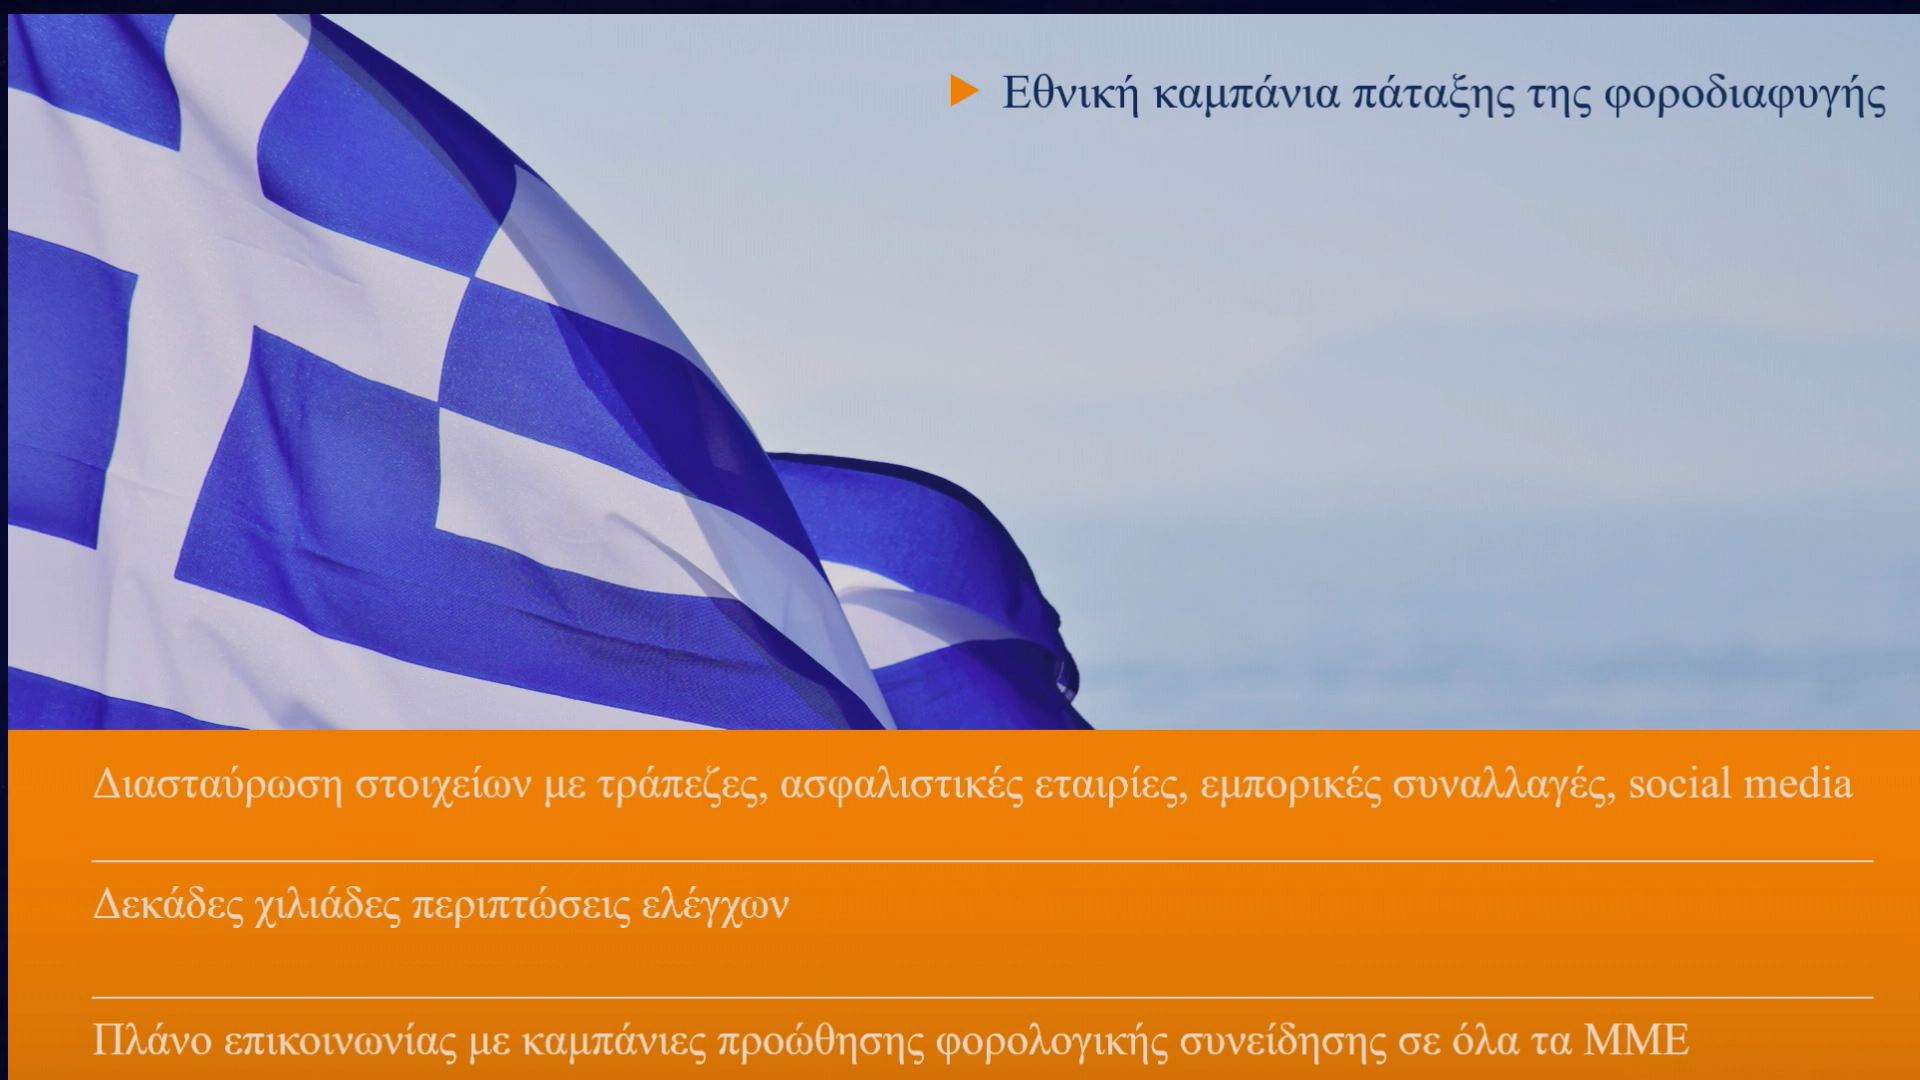 Εθνική καμπάνια πάταξης της φοροδιαφυγής
Διασταύρωση στοιχείων με τράπεζες, ασφαλιστικές εταιρίες, εμπορικές συναλλαγές, social media
Δεκάδες χιλιάδες περιπτώσεις ελέγχων
Πλάνο επικοινωνίας με καμπάνιες προώθησης φορολογικής συνείδησης σε όλα τα ΜΜΕ